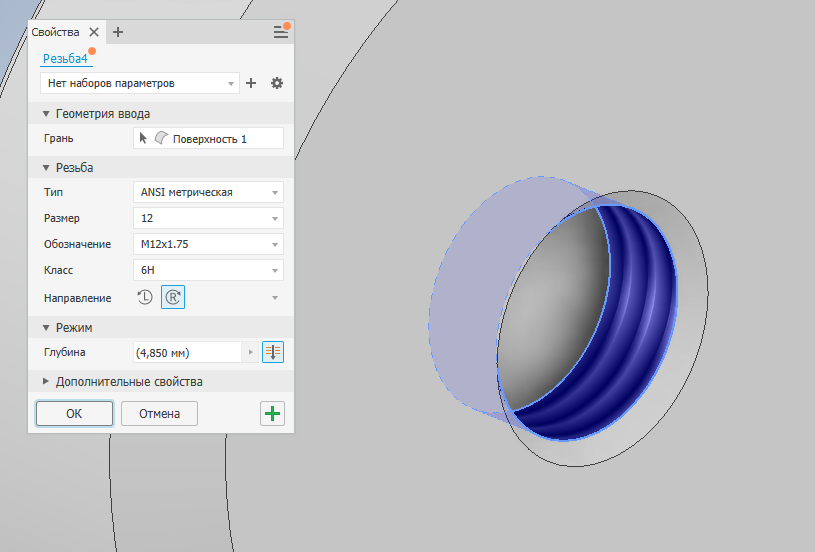 Свойства
Резьба4
Нет наборов параметров
Геометрия ввода
Грань Поверхность 1
Резьба
Тип ANSI метрическая
Размер 12
Обозначение M12x1.75
Класс 6H
Направление L R
Режим
Глубина (4,850 мм)
Дополнительные свойства
ОК Отмена